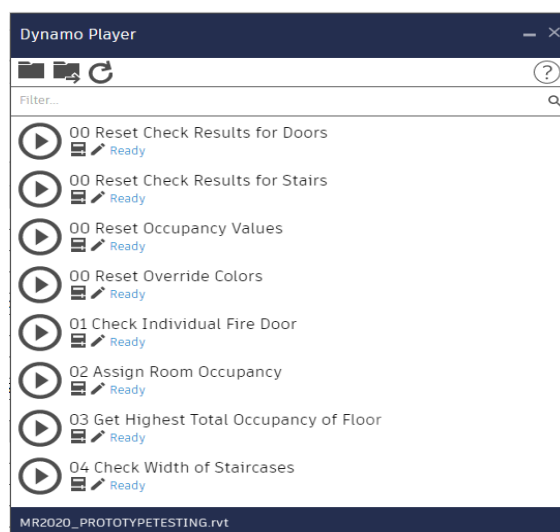 Dynamo Player
?
Filter...
00 Reset Check Results for Doors
Ready
00 Reset Check Results for Stairs
Ready
00 Reset Occupancy Values
Ready
00 Reset Override Colors
Ready
01 Check Individual Fire Door
Ready
02 Assign Room Occupancy
Ready
03 Get Highest Total Occupancy of Floor
Ready
04 Check Width of Staircases
Ready
MR2020_PROTOTYPETESTING.rvt